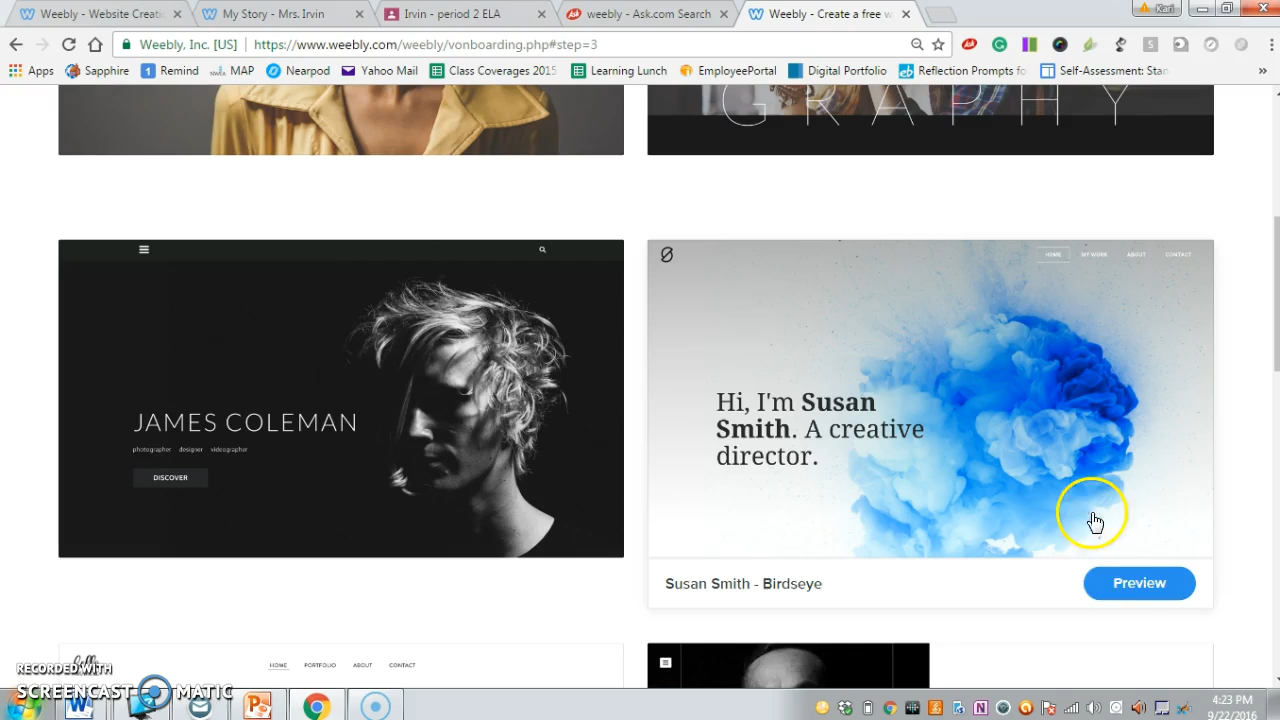 Weebly - Website Creation
My Story - Mrs. Irvin
Irvin - period 2 ELA
weebly - Ask.com Search
Weebly - Create a free w
Kari
Weebly, Inc. [US] https://www.weebly.com/weebly/vonboarding.php#step=3
Apps Sapphire Remind MAP Nearpod Yahoo Mail Class Coverages 2015 Learning Lunch EmployeePortal Digital Portfolio Reflection Prompts fo Self-Assessment: Stan
GRAPHY
JAMES COLEMAN
photographer designer videographer
DISCOVER
HOME MY WORK ABOUT CONTACT
Hi, I'm Susan
Smith. A creative
director.
Susan Smith - Birdseye
Preview
HOME PORTFOLIO ABOUT CONTACT
RECORDED WITH
SCREENCAST MATIC
4:23 PM
9/22/2016